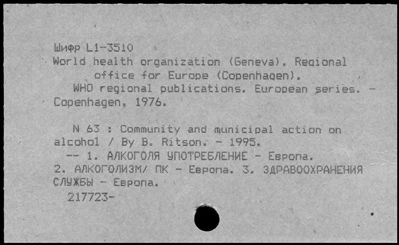 Шифр L1-3510
World health organization (Geneva). Regional
office for Europe (Copenhagen).
WHO regional publications. European series. -
Copenhagen, 1976.
N 63 : Community and municipal action on
alcohol / By B. Ritson. - 1995.
-- 1. АЛКОГОЛЯ УПОТРЕБЛЕНИЕ - Европа.
2. АЛКОГОЛИЗМ/ ПК - Европа. 3. ЗДРАВООХРАНЕНИЯ
СЛУЖБЫ - Европа.
217723-